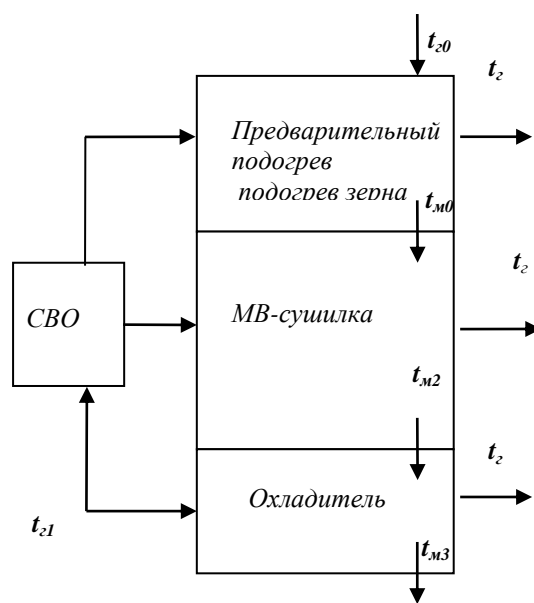 t г0
t г
Предварительный
подогрев
подогрев зерна
t м0
t г
СВО
МВ-сушилка
t м2
t г
Охладитель
t г1
t м3